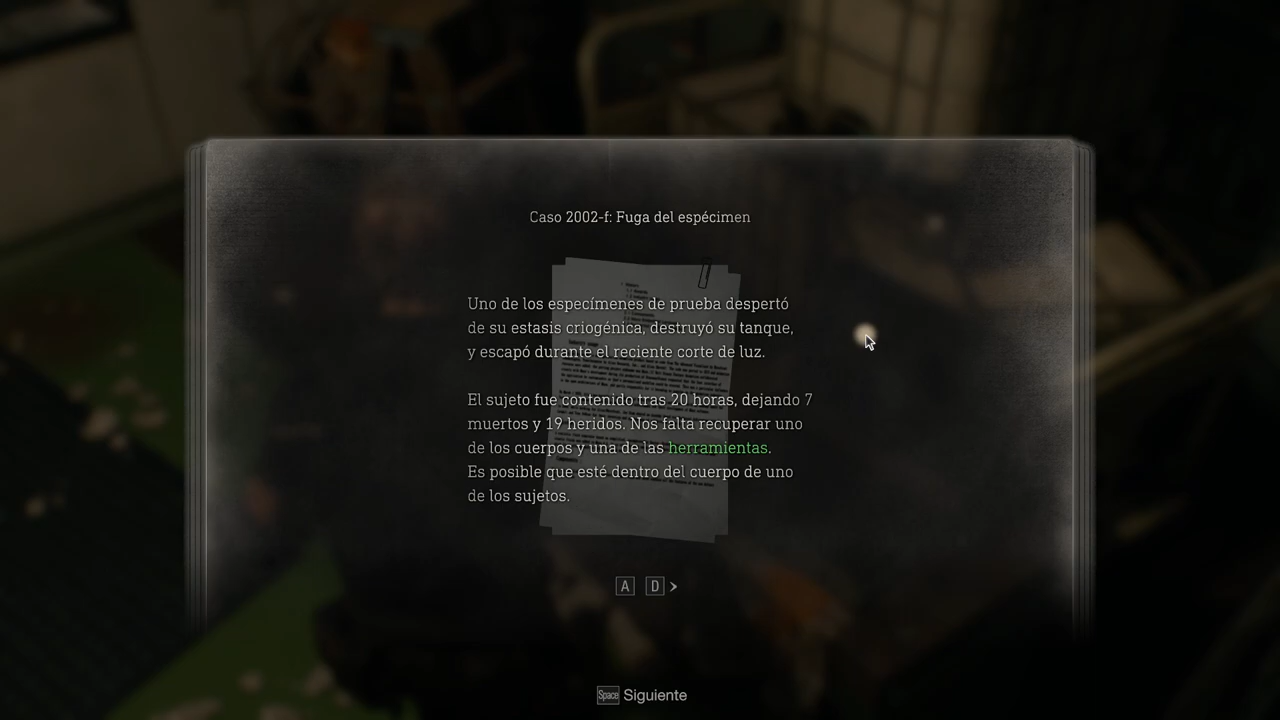 Caso 2002-f: Fuga del espécimen
Uno de los especímenes de prueba despertó
de su estasis criogénica, destruyó su tanque,
y escapó durante el reciente corte de luz.
El sujeto fue contenido tras 20 horas, dejando 7
muertos y 19 heridos. Nos falta recuperar uno
de los cuerpos y una de las herramientas.
Es posible que esté dentro del cuerpo de uno
de los sujetos.
A D >
Space Siguiente